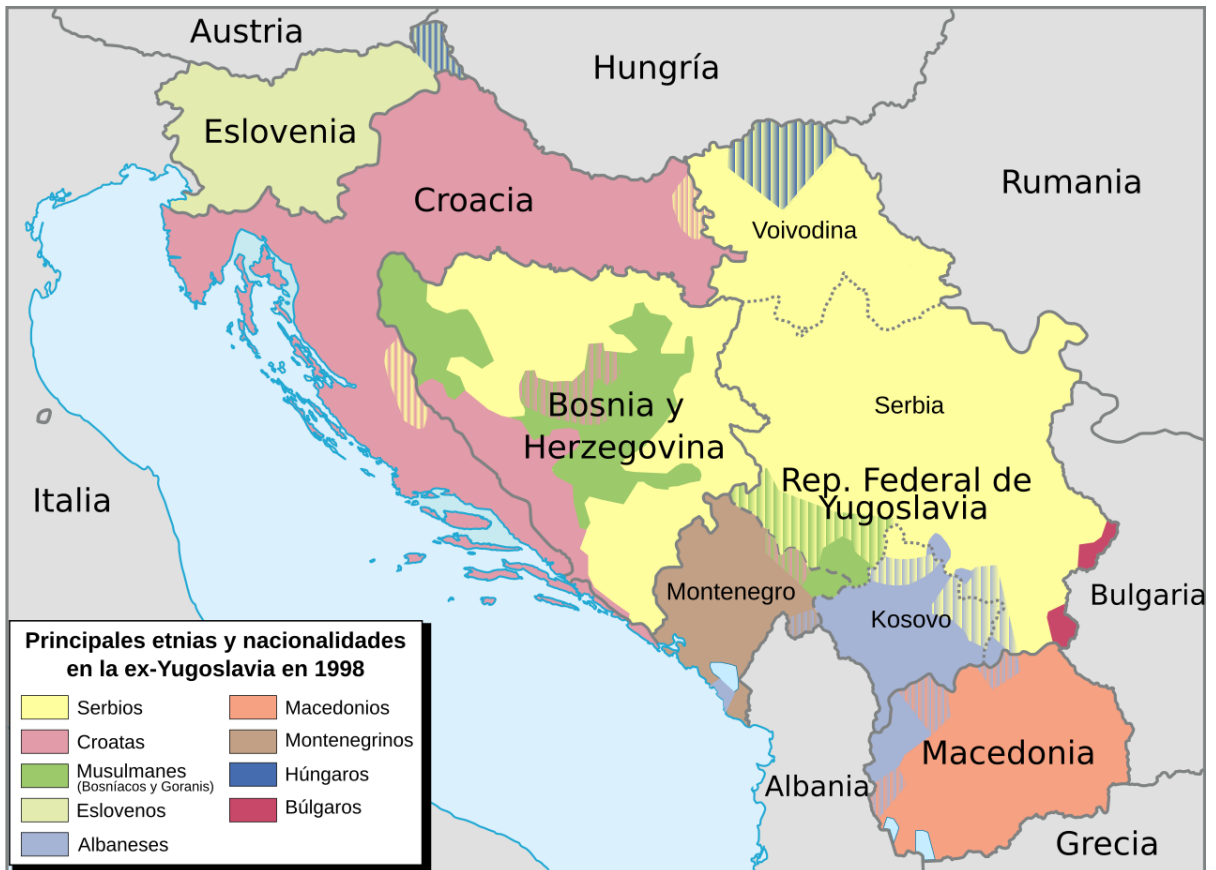 Austria
Hungría
Eslovenia
Croacia
Rumania
Voivodina
Bosnia y
Herzegovina
Serbia
Rep. Federal de
Yugoslavia
Italia
Montenegro
Kosovo
Bulgaria
Macedonia
Albania
Grecia
Principales etnias y nacionalidades
en la ex-Yugoslavia en 1998
Serbios
Croatas
Musulmanes
(Bosníacos y Goranis)
Eslovenos
Albaneses
Macedonios
Montenegrinos
Húngaros
Búlgaros